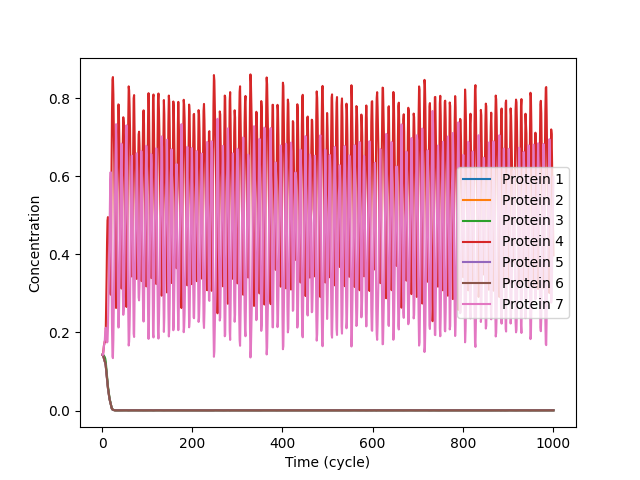 0.8
0.6
0.4
0.2
0.0
Concentration
Protein 1
Protein 2
Protein 3
Protein 4
Protein 5
Protein 6
Protein 7
0 200 400 600 800 1000
Time (cycle)